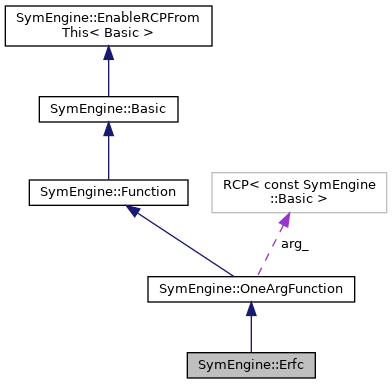 SymEngine::EnableRCPFrom
This< Basic >
SymEngine::Basic
SymEngine::Function
RCP< const SymEngine
::Basic >
arg_
SymEngine::OneArgFunction
SymEngine::Erfc